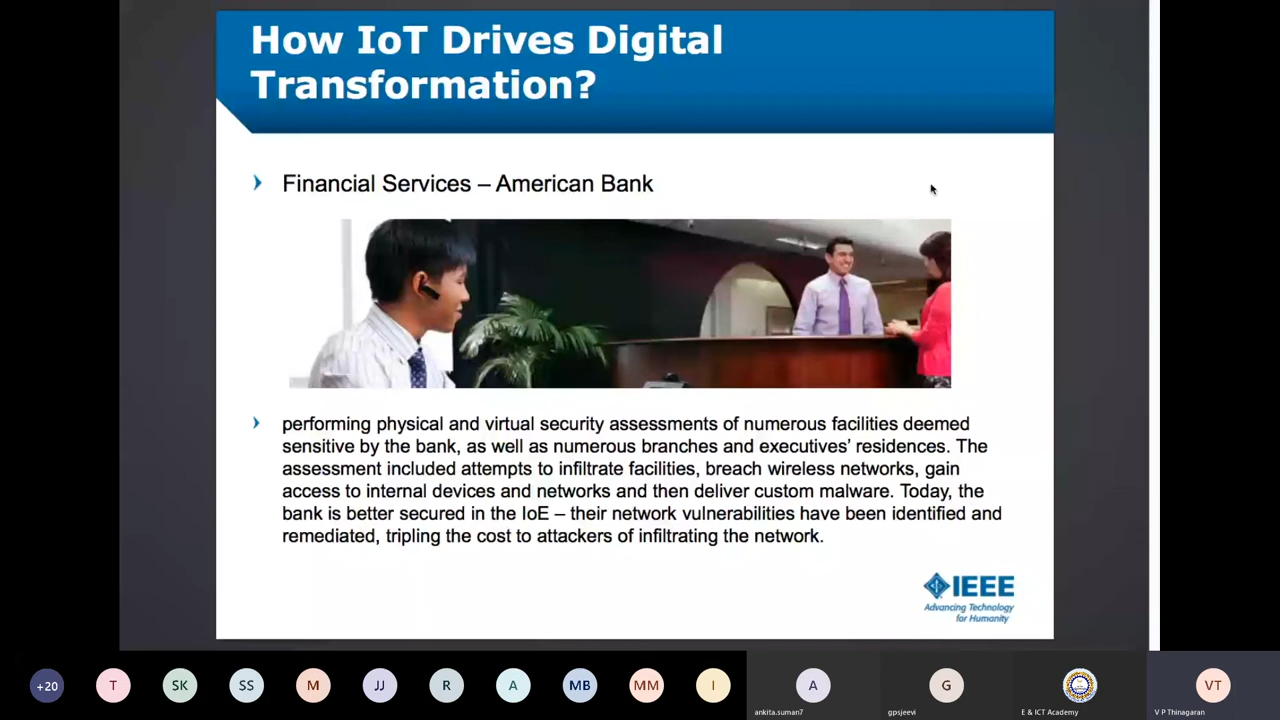 How IoT Drives Digital
Transformation?
Financial Services – American Bank
performing physical and virtual security assessments of numerous facilities deemed
sensitive by the bank, as well as numerous branches and executives’ residences. The
assessment included attempts to infiltrate facilities, breach wireless networks, gain
access to internal devices and networks and then deliver custom malware. Today, the
bank is better secured in the IoE – their network vulnerabilities have been identified and
remediated, tripling the cost to attackers of infiltrating the network.
IEEE
Advancing Technology
for Humanity
+20
T
SK
SS
M
JJ
R
A
MB
MM
I
A
G
VT
ankita.suman7
gpsjeevi
E & ICT Academy
V P Thinagaran